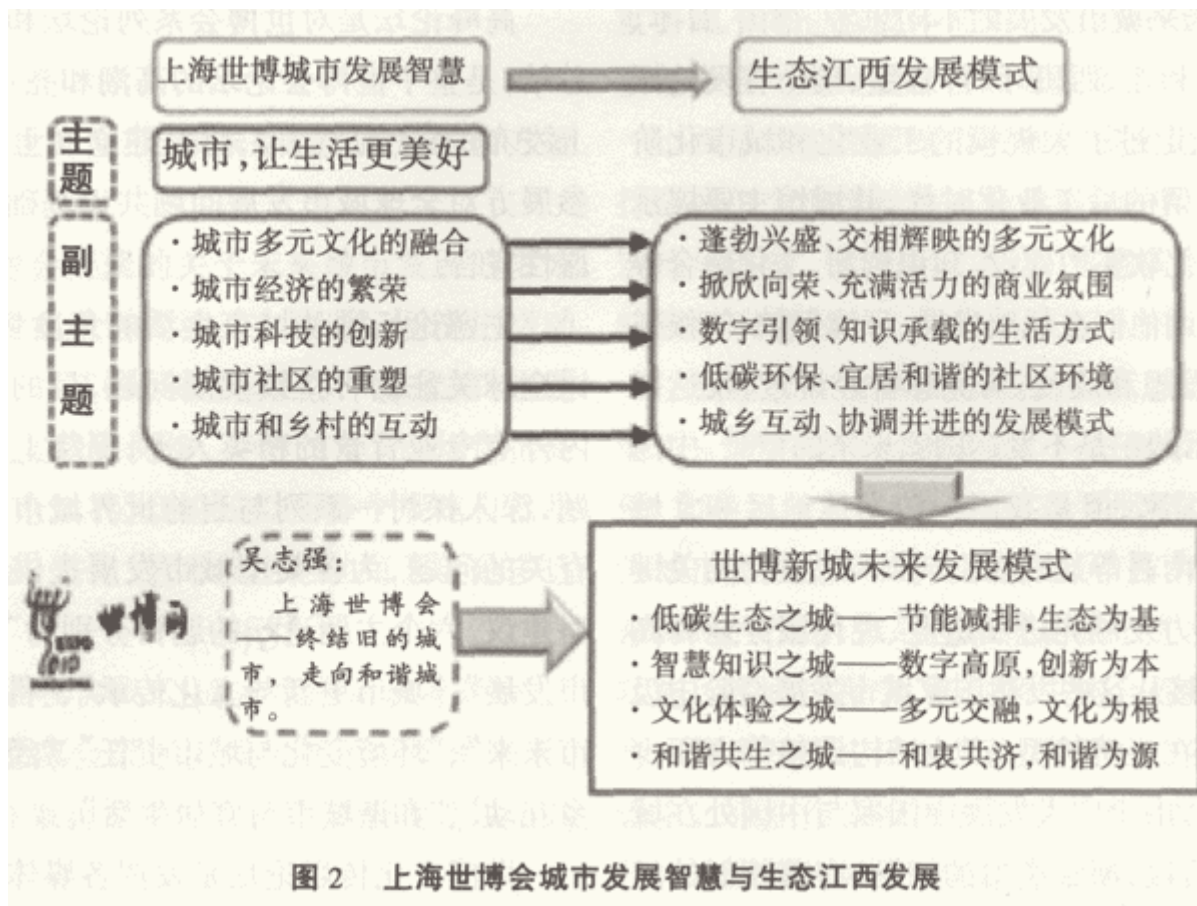 上海世博城市发展智慧
生态江西发展模式
主题
城市,让生活更美好
副主题
·城市多元文化的融合
·城市经济的繁荣
·城市科技的创新
·城市社区的重塑
·城市和乡村的互动
·蓬勃兴盛、交相辉映的多元文化
·掀欣向荣、充满活力的商业氛围
·数字引领、知识承载的生活方式
·低碳环保、宜居和谐的社区环境
·城乡互动、协调并进的发展模式
吴志强:
上海世博会
——终结旧的城
市,走向和谐城
市。
世博新城未来发展模式
·低碳生态之城——节能减排,生态为基
·智慧知识之城——数字高原,创新为本
·文化体验之城——多元交融,文化为根
·和谐共生之城——和衷共济,和谐为源
图 2 上海世博会城市发展智慧与生态江西发展